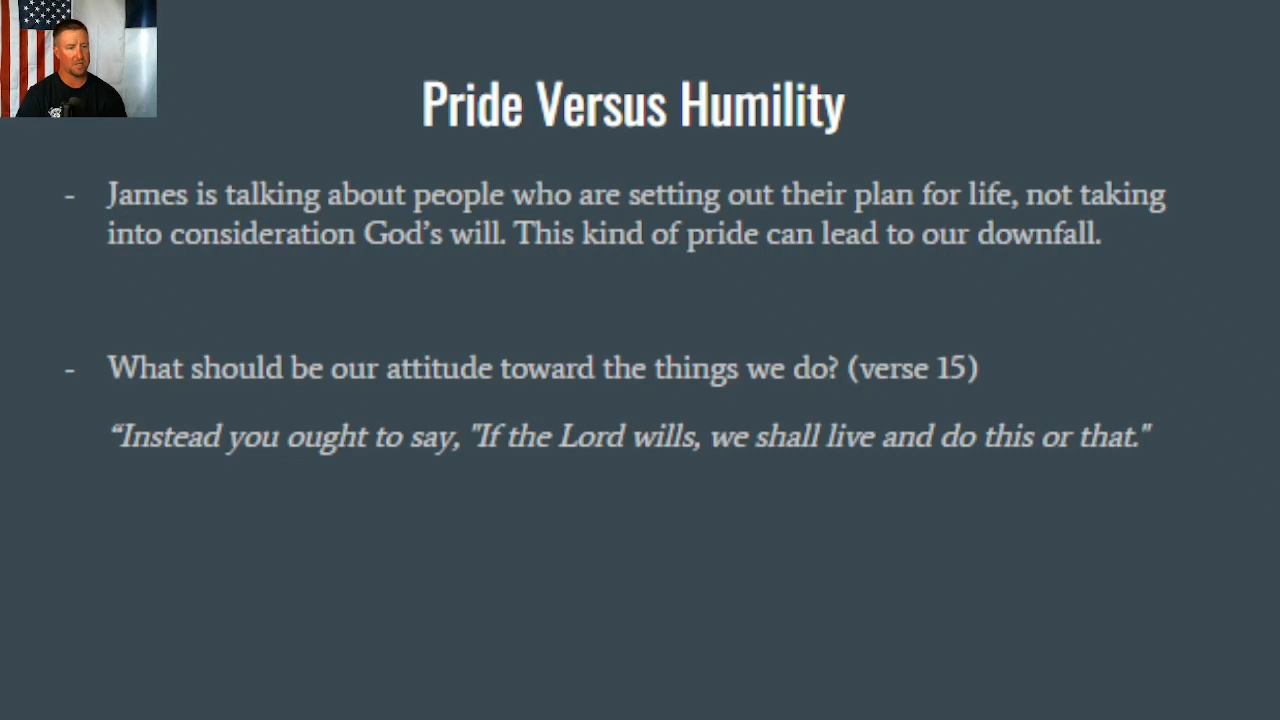 Pride Versus Humility
- James is talking about people who are setting out their plan for life, not taking
into consideration God’s will. This kind of pride can lead to our downfall.
- What should be our attitude toward the things we do? (verse 15)
“Instead you ought to say, "If the Lord wills, we shall live and do this or that."